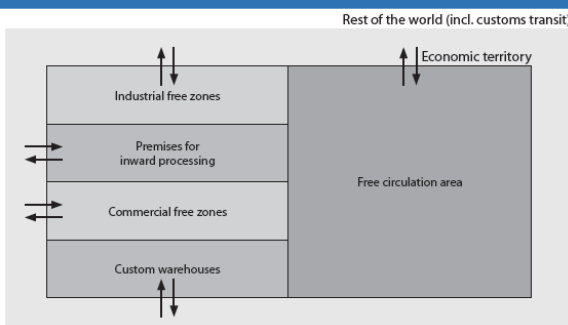 Rest of the world (incl. customs transit)
Economic territory
Industrial free zones
Premises for
inward processing
Free circulation area
Commercial free zones
Custom warehouses